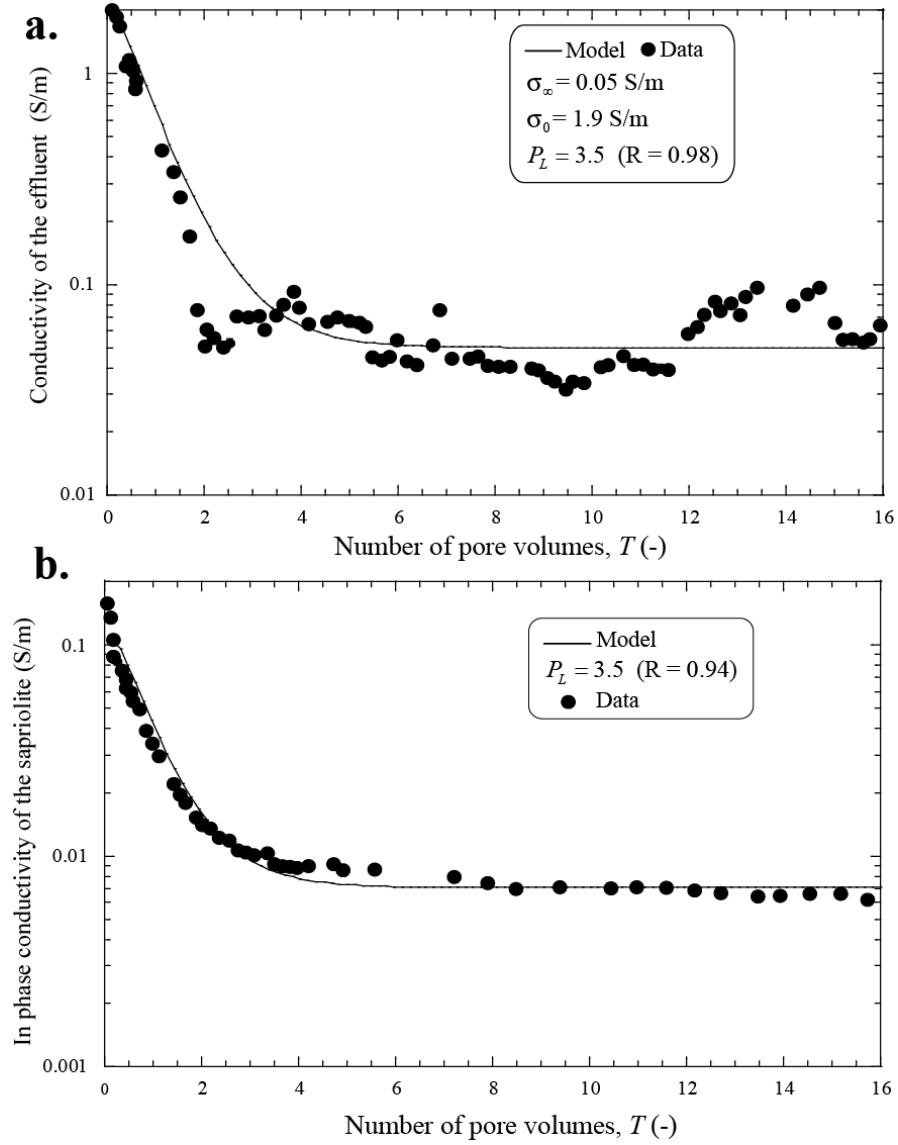 a.
Conductivity of the effluent (S/m)
1
0.1
0.01
Model Data
σ∞ = 0.05 S/m
σ0 = 1.9 S/m
PL = 3.5 (R = 0.98)
0 2 4 6 8 10 12 14 16
Number of pore volumes, T (-)
b.
In phase conductivity of the sapriolite (S/m)
0.1
0.01
0.001
Model
PL = 3.5 (R = 0.94)
Data
0 2 4 6 8 10 12 14 16
Number of pore volumes, T (-)